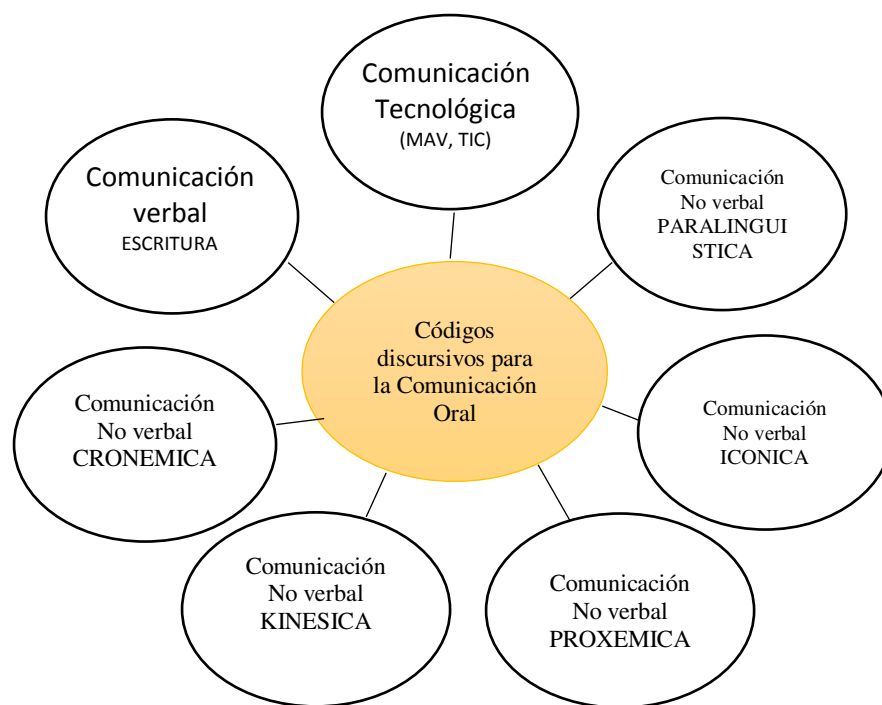 Comunicación
Tecnológica
(MAV, TIC)
Comunicación
verbal
ESCRITURA
Comunicación
No verbal
PARALINGUI
STICA
Códigos
discursivos para
la Comunicación
Oral
Comunicación
No verbal
CRONEMICA
Comunicación
No verbal
ICONICA
Comunicación
No verbal
KINESICA
Comunicación
No verbal
PROXEMICA